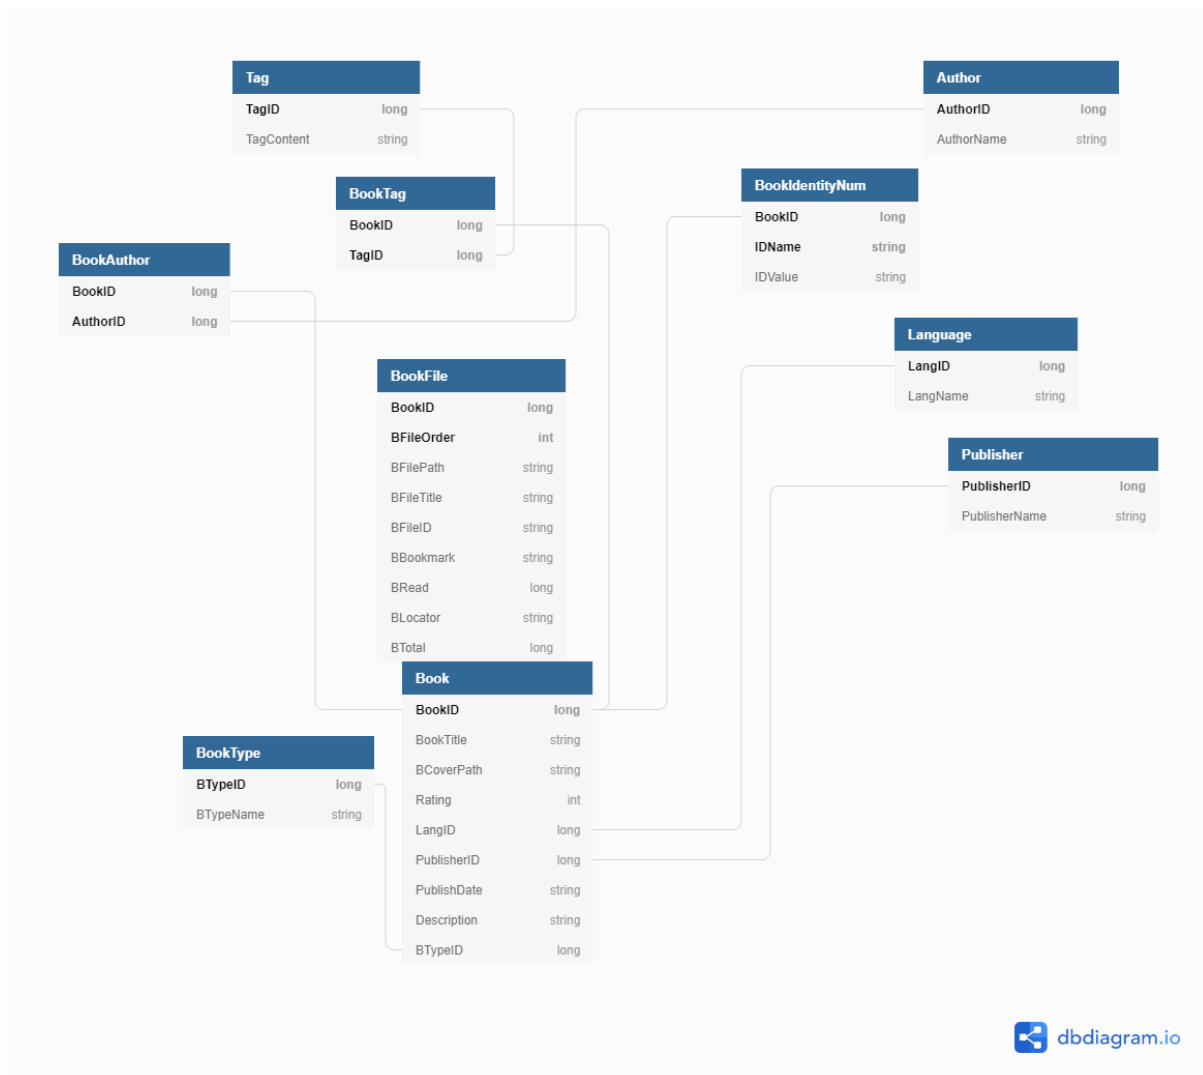 Tag
TagID long
TagContent string
Author
AuthorID long
AuthorName string
BookTag
BookID long
TagID long
BookIdentityNum
BookID long
IDName string
IDValue string
BookAuthor
BookID long
AuthorID long
Language
LangID long
LangName string
BookFile
BookID long
BFileOrder int
BFilePath string
BFileTitle string
BFileID string
BBookmark string
BRead long
BLocator string
BTotal long
Publisher
PublisherID long
PublisherName string
Book
BookID long
BookTitle string
BCoverPath string
Rating int
LangID long
PublisherID long
PublishDate string
Description string
BTypeID long
BookType
BTypeID long
BTypeName string
dbdiagram.io